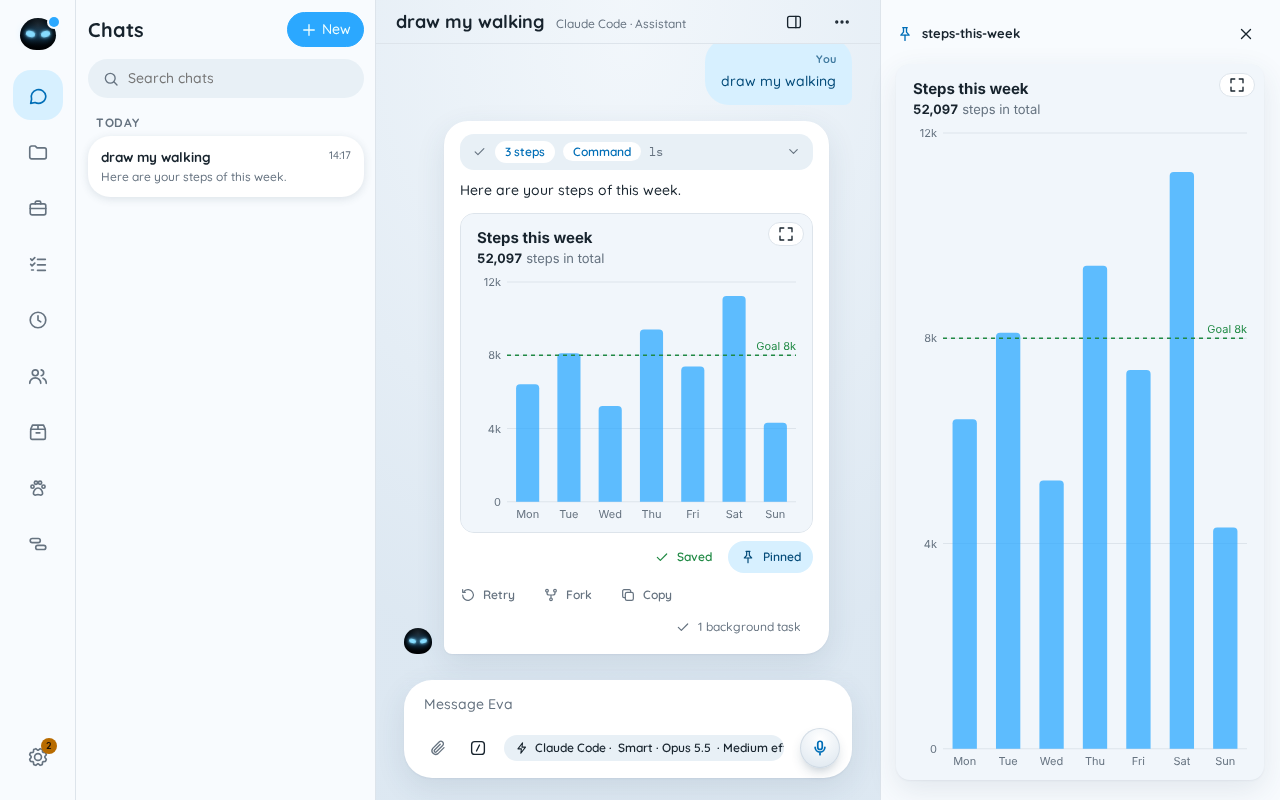 Chats
New
Search chats
TODAY
draw my walking 14:17
Here are your steps of this week.
2
draw my walking Claude Code · Assistant
You
draw my walking
3 steps Command 1s
Here are your steps of this week.
Steps this week
52,097 steps in total
12k
8k
4k
0
Goal 8k
Mon Tue Wed Thu Fri Sat Sun
Saved Pinned
Retry Fork Copy
1 background task
Message Eva
Claude Code · Smart · Opus 5.5 · Medium ef
steps-this-week
Steps this week
52,097 steps in total
12k
8k
4k
0
Goal 8k
Mon Tue Wed Thu Fri Sat Sun